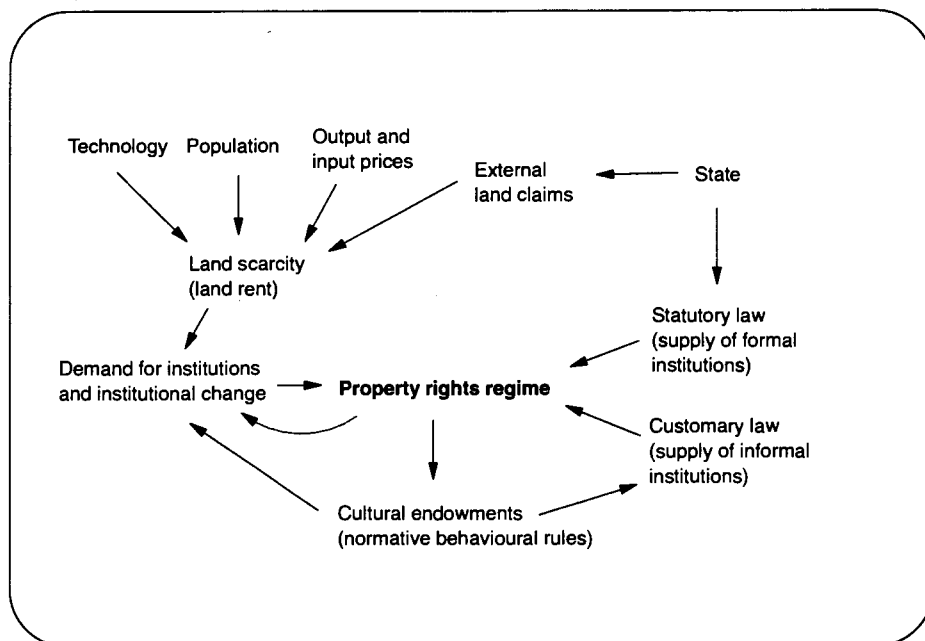 Technology
Population
Output and
input prices
External
land claims
State
Land scarcity
(land rent)
Statutory law
(supply of formal
institutions)
Demand for institutions
and institutional change
Property rights regime
Customary law
(supply of informal
institutions)
Cultural endowments
(normative behavioural rules)